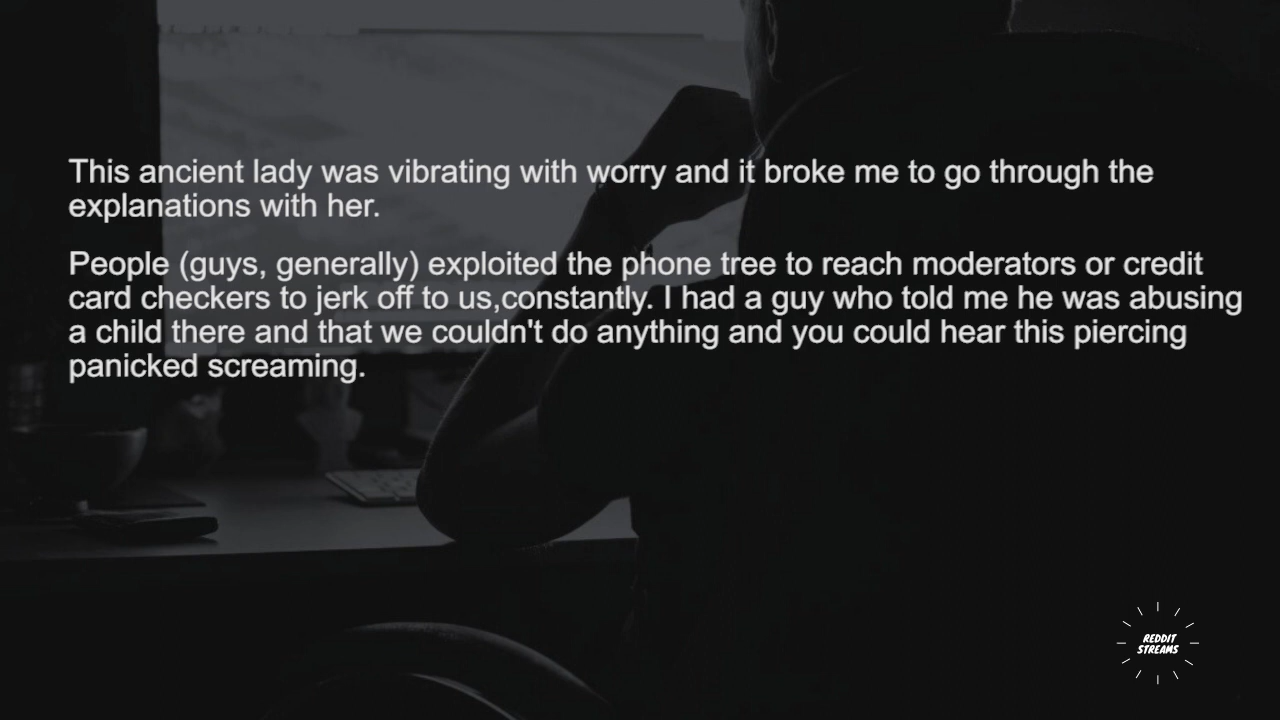 This ancient lady was vibrating with worry and it broke me to go through the
explanations with her.
People (guys, generally) exploited the phone tree to reach moderators or credit
card checkers to jerk off to us,constantly. I had a guy who told me he was abusing
a child there and that we couldn't do anything and you could hear this piercing
panicked screaming.
REDDIT
STREAMS